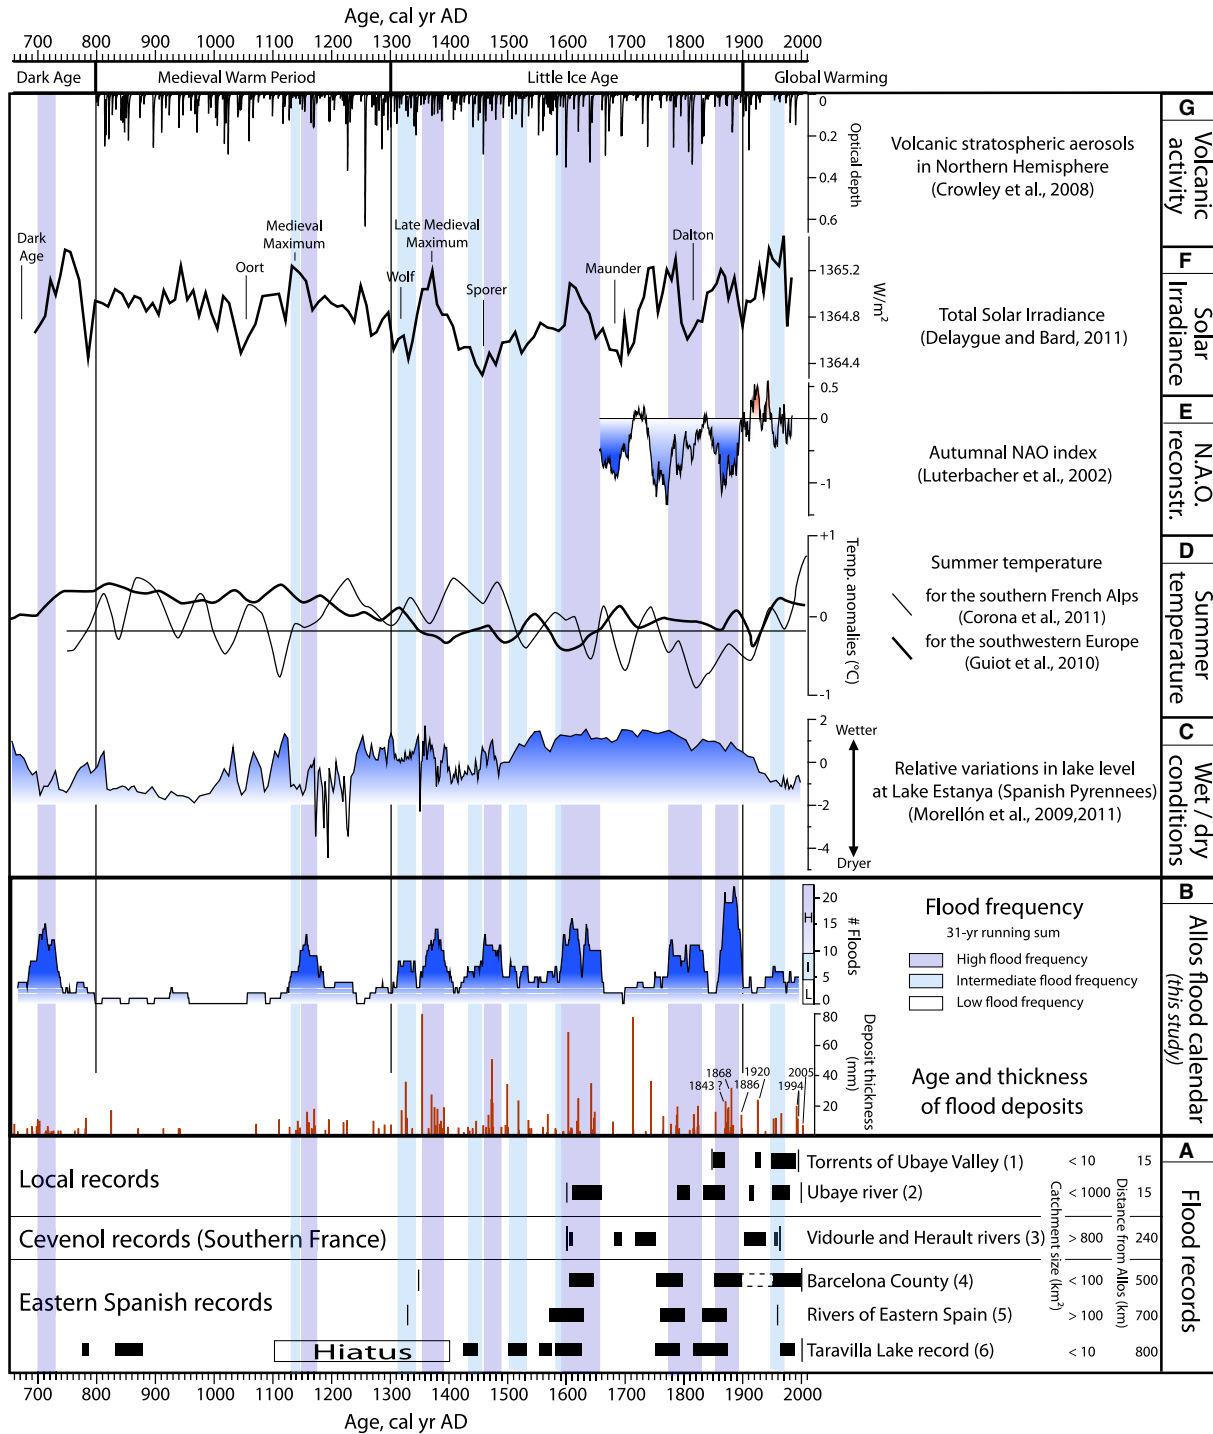 Age, cal yr AD
700 800 900 1000 1100 1200 1300 1400 1500 1600 1700 1800 1900 2000
Dark Age Medieval Warm Period Little Ice Age Global Warming
G
Volcanic
activity
0
0.2
0.4
0.6
Optical depth
Volcanic stratospheric aerosols
in Northern Hemisphere
(Crowley et al., 2008)
F
Solar
Irradiance
Dark
Age
Oort
Medieval
Maximum
Wolf
Late Medieval
Maximum
Sporer
Maunder
Dalton
1365.2
1364.8
1364.4
W/m²
Total Solar Irradiance
(Delaygue and Bard, 2011)
E
N.A.O.
reconstr.
0.5
0
-0.5
-1
Autumnal NAO index
(Luterbacher et al., 2002)
D
Summer
temperature
+1
0
-1
Temp. anomalies (°C)
Summer temperature
for the southern French Alps
(Corona et al., 2011)
for the southwestern Europe
(Guiot et al., 2010)
C
Wet / dry
conditions
2
0
-2
-4
Wetter
Dryer
Relative variations in lake level
at Lake Estanya (Spanish Pyrennees)
(Morellón et al., 2009,2011)
B
Allos flood calendar
(this study)
20
15
10
5
0
H
I
L
# Floods
Flood frequency
31-yr running sum
High flood frequency
Intermediate flood frequency
Low flood frequency
80
60
40
20
Deposit thickness
(mm)
1843 ?
1868
1886
1920
1994
2005
Age and thickness
of flood deposits
A
Flood records
Local records
Torrents of Ubaye Valley (1) < 10 15
Ubaye river (2) < 1000 15
Cevenol records (Southern France)
Vidourle and Herault rivers (3) > 800 240
Eastern Spanish records
Barcelona County (4) < 100 500
Rivers of Eastern Spain (5) > 100 700
Hiatus
Taravilla Lake record (6) < 10 800
Catchment size (km²)
Distance from Allos (km)
700 800 900 1000 1100 1200 1300 1400 1500 1600 1700 1800 1900 2000
Age, cal yr AD